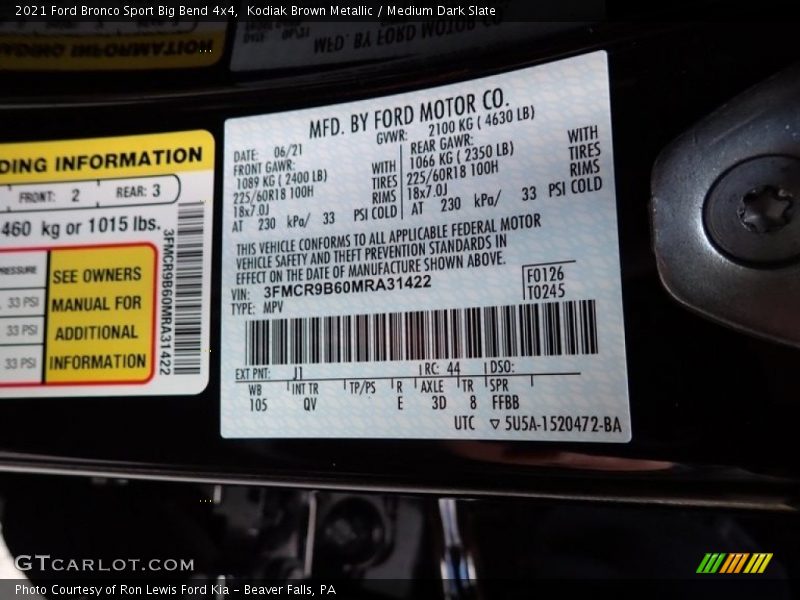 2021 Ford Bronco Sport Big Bend 4x4, Kodiak Brown Metallic / Medium Dark Slate
DING INFORMATION
FRONT: 2 REAR: 3
460 kg or 1015 lbs.
PRESSURE
33 PSI
33 PSI
33 PSI
SEE OWNERS
MANUAL FOR
ADDITIONAL
INFORMATION
3FMCR9B60MRA31422
MFD. BY FORD MOTOR CO.
DATE: 06/21 GVWR: 2100 KG ( 4630 LB)
FRONT GAWR:
1089 KG ( 2400 LB) WITH
225/60R18 100H TIRES
18x7.0J RIMS
AT 230 kPa/ 33 PSI COLD
REAR GAWR: WITH
1066 KG ( 2350 LB) TIRES
225/60R18 100H RIMS
18x7.0J
AT 230 kPa/ 33 PSI COLD
THIS VEHICLE CONFORMS TO ALL APPLICABLE FEDERAL MOTOR
VEHICLE SAFETY AND THEFT PREVENTION STANDARDS IN
EFFECT ON THE DATE OF MANUFACTURE SHOWN ABOVE.
VIN: 3FMCR9B60MRA31422
TYPE: MPV
F0126
T0245
EXT PNT: J1 RC: 44 DSO:
WB INT TR TP/PS R AXLE TR SPR
105 QV E 3D 8 FFBB
UTC ▽ 5U5A-1520472-BA
GTCARLOT.COM
Photo Courtesy of Ron Lewis Ford Kia – Beaver Falls, PA